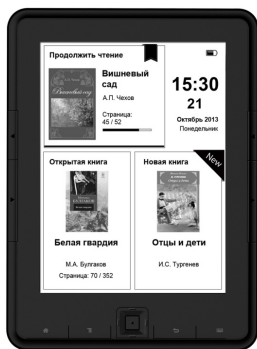 Продолжить чтение
Вишневый
сад
А.П. Чехов
Страница:
45 / 52
15:30
21
Октябрь 2013
Понедельник
Открытая книга
Белая гвардия
М.А. Булгаков
Страница: 70 / 352
Новая книга
New
Отцы и дети
И.С. Тургенев